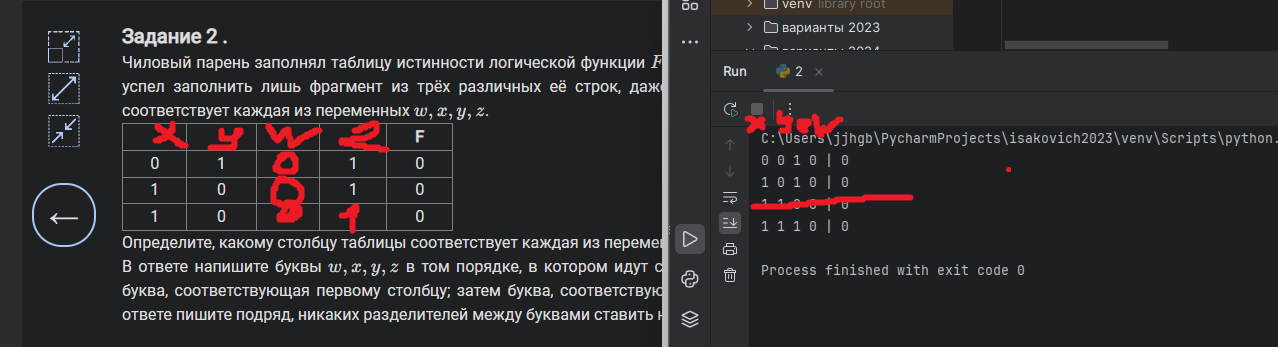 Задание 2 .
Чиловый парень заполнял таблицу истинности логической функции F
успел заполнить лишь фрагмент из трёх различных её строк, даже
соответствует каждая из переменных w, x, y, z.
x y w z F
0 1 0 1 0
1 0 0 1 0
1 0 1 0
Определите, какому столбцу таблицы соответствует каждая из переме
В ответе напишите буквы w, x, y, z в том порядке, в котором идут с
буква, соответствующая первому столбцу; затем буква, соответствую
ответе пишите подряд, никаких разделителей между буквами ставить н
venv library root
варианты 2023
варианты 2024
Run 2
x y z w
C:\Users\jjhgb\PycharmProjects\isakovich2023\venv\Scripts\python.
0 0 1 0 | 0
1 0 1 0 | 0
1 1 0 0 | 0
1 1 1 0 | 0
Process finished with exit code 0